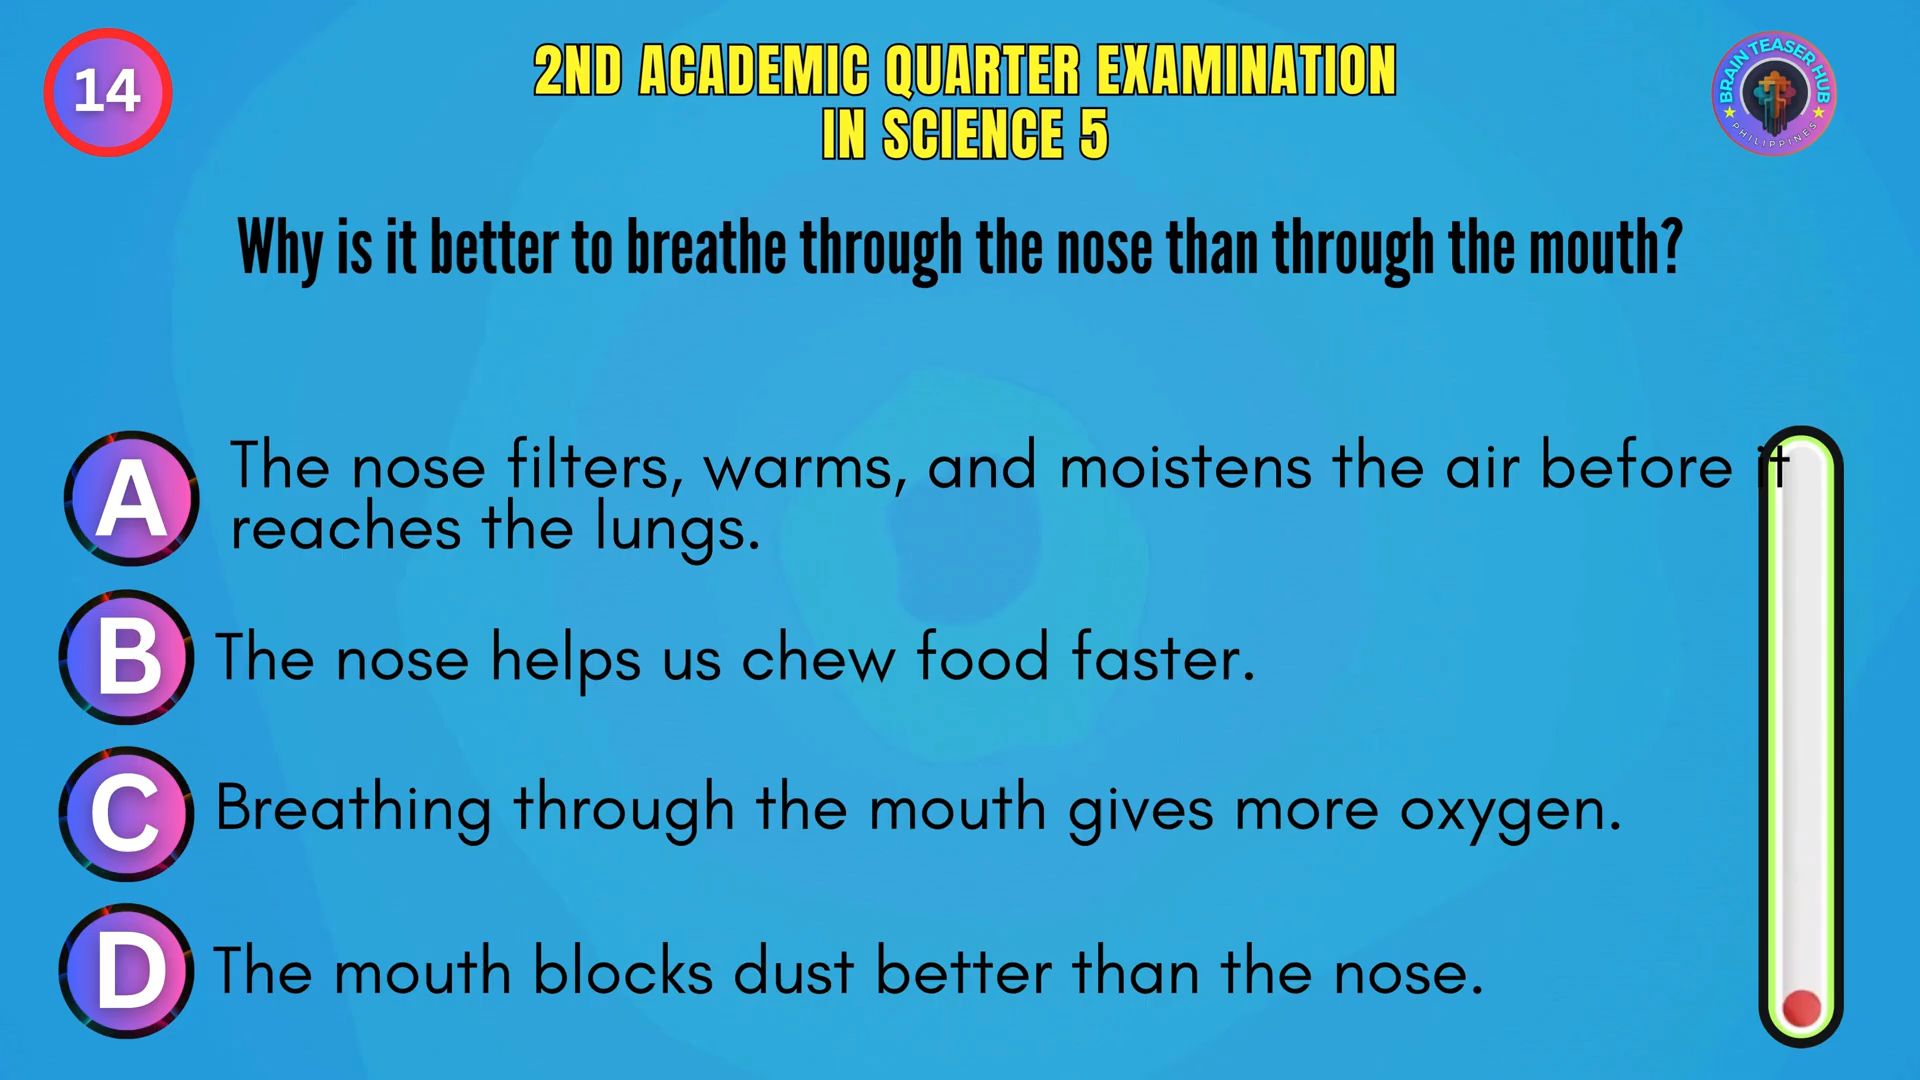 14
2ND ACADEMIC QUARTER EXAMINATION
IN SCIENCE 5
BRAIN TEASER HUB
PHILIPPINES
Why is it better to breathe through the nose than through the mouth?
A
The nose filters, warms, and moistens the air before it
reaches the lungs.
B
The nose helps us chew food faster.
C
Breathing through the mouth gives more oxygen.
D
The mouth blocks dust better than the nose.